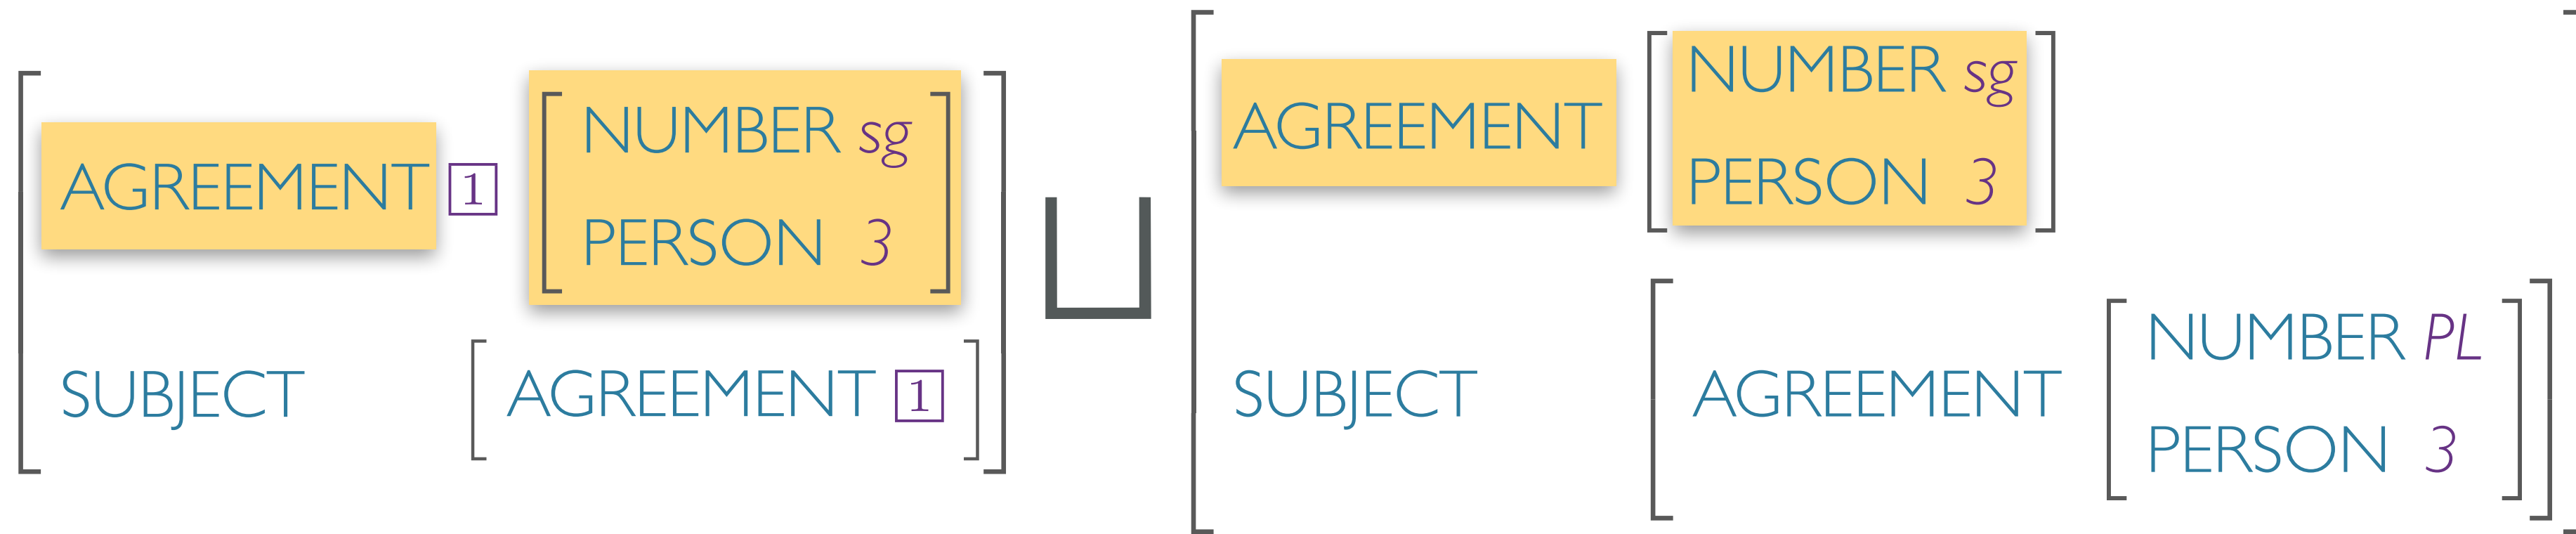 AGREEMENT 1 NUMBER sg
PERSON 3
SUBJECT AGREEMENT 1
⊔
AGREEMENT NUMBER sg
PERSON 3
SUBJECT AGREEMENT NUMBER PL
PERSON 3